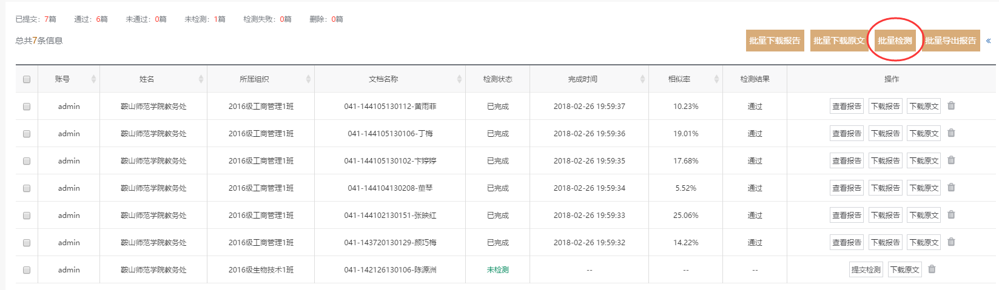 已提交：7篇 通过：6篇 未通过：0篇 未检测：1篇 检测失败：0篇 删除：0篇
总共7条信息 批量下载报告 批量下载原文 批量检测 批量导出报告 «
账号 姓名 所属组织 文档名称 检测状态 完成时间 相似率 检测结果 操作
admin 鞍山师范学院教务处 2016级工商管理1班 041-144105130112-黄雨菲 已完成 2018-02-26 19:59:37 10.23% 通过 查看报告 下载报告 下载原文
admin 鞍山师范学院教务处 2016级工商管理1班 041-144105130106-丁梅 已完成 2018-02-26 19:59:36 19.01% 通过 查看报告 下载报告 下载原文
admin 鞍山师范学院教务处 2016级工商管理1班 041-144105130102-卞婷婷 已完成 2018-02-26 19:59:35 17.68% 通过 查看报告 下载报告 下载原文
admin 鞍山师范学院教务处 2016级工商管理1班 041-144104130208-茔琴 已完成 2018-02-26 19:59:34 5.52% 通过 查看报告 下载报告 下载原文
admin 鞍山师范学院教务处 2016级工商管理1班 041-144102130151-张映红 已完成 2018-02-26 19:59:33 25.06% 通过 查看报告 下载报告 下载原文
admin 鞍山师范学院教务处 2016级工商管理1班 041-143720130129-颜巧梅 已完成 2018-02-26 19:59:32 14.22% 通过 查看报告 下载报告 下载原文
admin 鞍山师范学院教务处 2016级生物技术1班 041-142126130106-陈源洲 未检测 -- -- -- 提交检测 下载原文